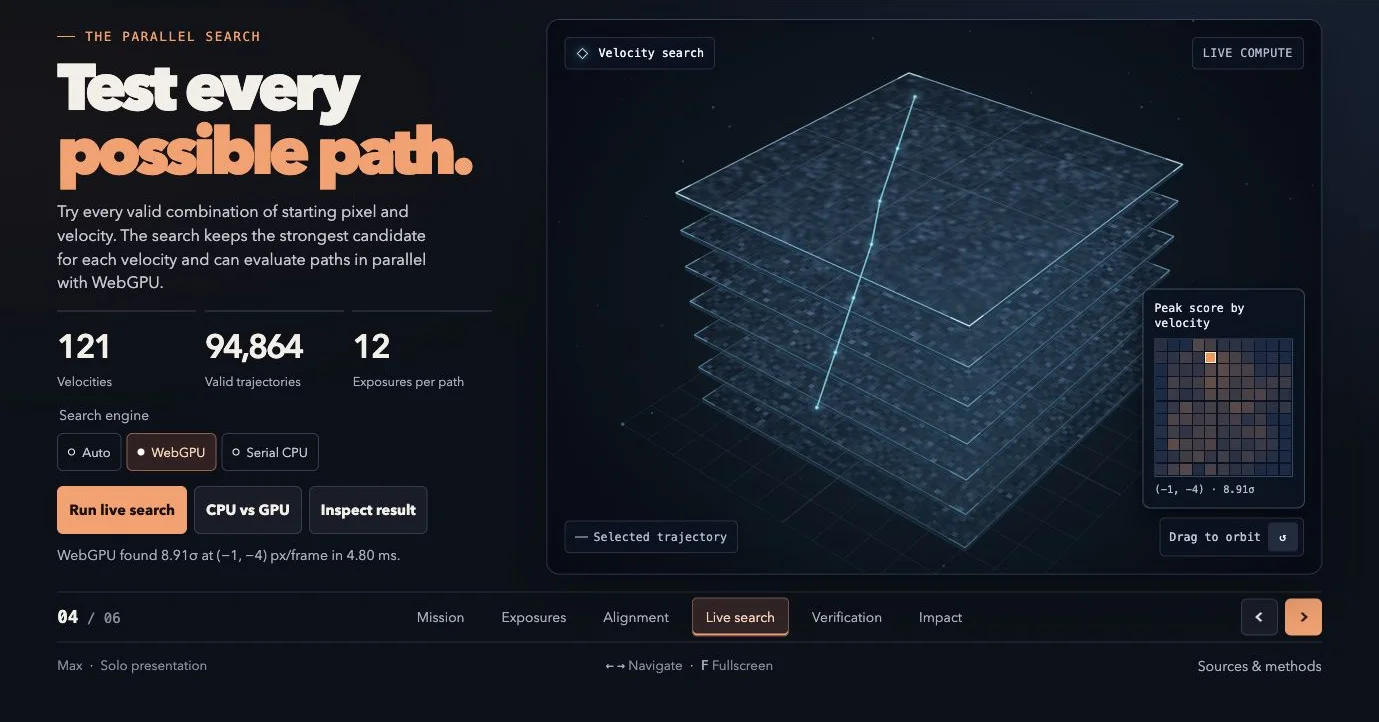 — THE PARALLEL SEARCH
Test every
possible path.
Try every valid combination of starting pixel and
velocity. The search keeps the strongest candidate
for each velocity and can evaluate paths in parallel
with WebGPU.
121
Velocities
94,864
Valid trajectories
12
Exposures per path
Search engine
Auto
WebGPU
Serial CPU
Run live search
CPU vs GPU
Inspect result
WebGPU found 8.91σ at (−1, −4) px/frame in 4.80 ms.
Velocity search
LIVE COMPUTE
Peak score by
velocity
(−1, −4) · 8.91σ
— Selected trajectory
Drag to orbit ↺
04 / 06
Mission
Exposures
Alignment
Live search
Verification
Impact
Max · Solo presentation
←→ Navigate · F Fullscreen
Sources & methods